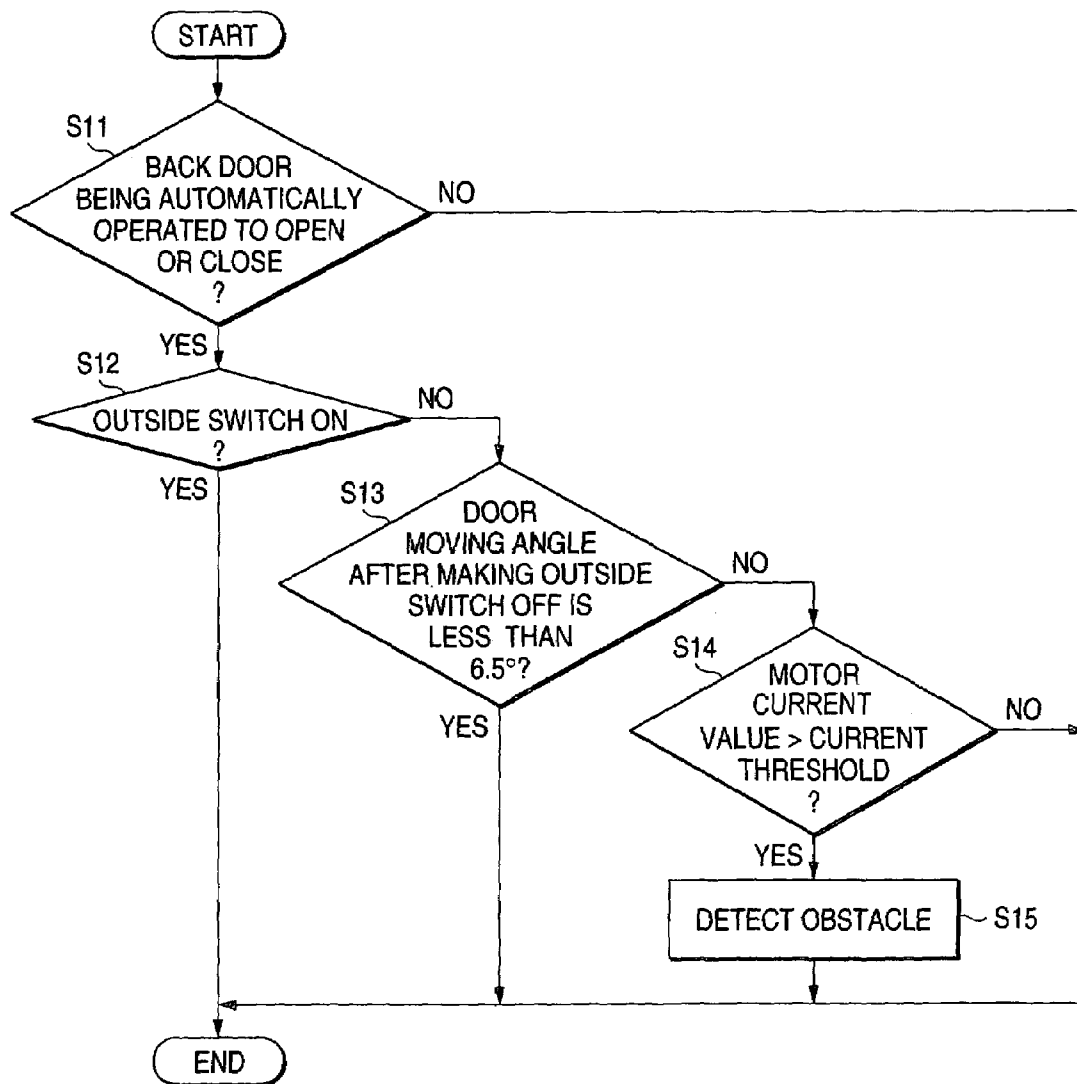 START
S11
BACK DOOR
BEING AUTOMATICALLY
OPERATED TO OPEN
OR CLOSE
?
NO
YES
S12
OUTSIDE SWITCH ON
?
NO
YES
S13
DOOR
MOVING ANGLE
AFTER MAKING OUTSIDE
SWITCH OFF IS
LESS THAN
6.5°?
NO
YES
S14
MOTOR
CURRENT
VALUE > CURRENT
THRESHOLD
?
NO
YES
DETECT OBSTACLE
S15
END